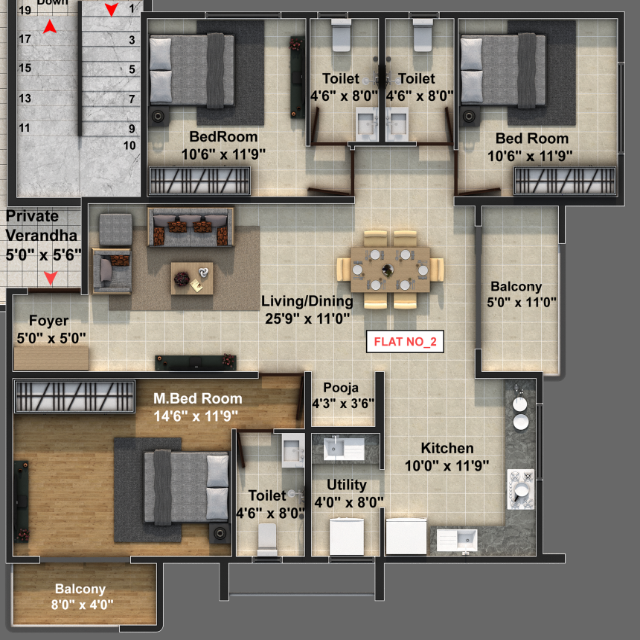 Down
19
1
17
3
15
5
13
7
11
9
10
BedRoom
10'6" x 11'9"
Toilet
4'6" x 8'0"
Toilet
4'6" x 8'0"
Bed Room
10'6" x 11'9"
Private
Verandha
5'0" x 5'6"
Foyer
5'0" x 5'0"
Living/Dining
25'9" x 11'0"
Balcony
5'0" x 11'0"
FLAT NO_2
M.Bed Room
14'6" x 11'9"
Pooja
4'3" x 3'6"
Kitchen
10'0" x 11'9"
Toilet
4'6" x 8'0"
Utility
4'0" x 8'0"
Balcony
8'0" x 4'0"